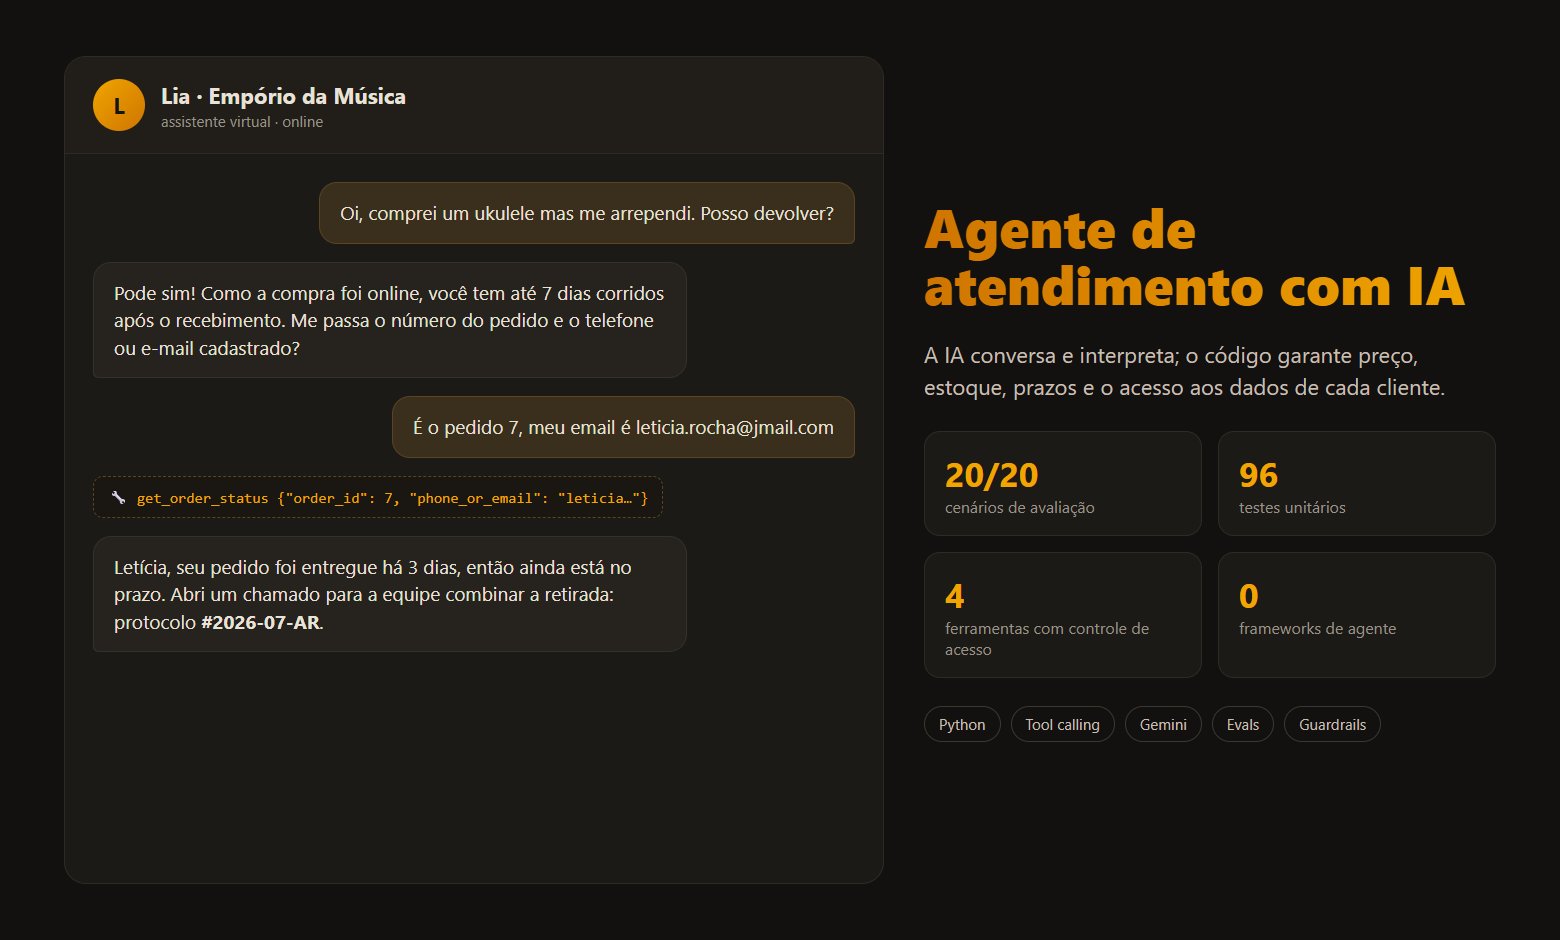 L
Lia · Empório da Música
assistente virtual · online
Oi, comprei um ukulele mas me arrependi. Posso devolver?
Pode sim! Como a compra foi online, você tem até 7 dias corridos
após o recebimento. Me passa o número do pedido e o telefone
ou e-mail cadastrado?
É o pedido 7, meu email é leticia.rocha@jmail.com
get_order_status {"order_id": 7, "phone_or_email": "leticia…"}
Letícia, seu pedido foi entregue há 3 dias, então ainda está no
prazo. Abri um chamado para a equipe combinar a retirada:
protocolo #2026-07-AR.
Agente de
atendimento com IA
A IA conversa e interpreta; o código garante preço,
estoque, prazos e o acesso aos dados de cada cliente.
20/20
cenários de avaliação
96
testes unitários
4
ferramentas com controle de
acesso
0
frameworks de agente
Python
Tool calling
Gemini
Evals
Guardrails